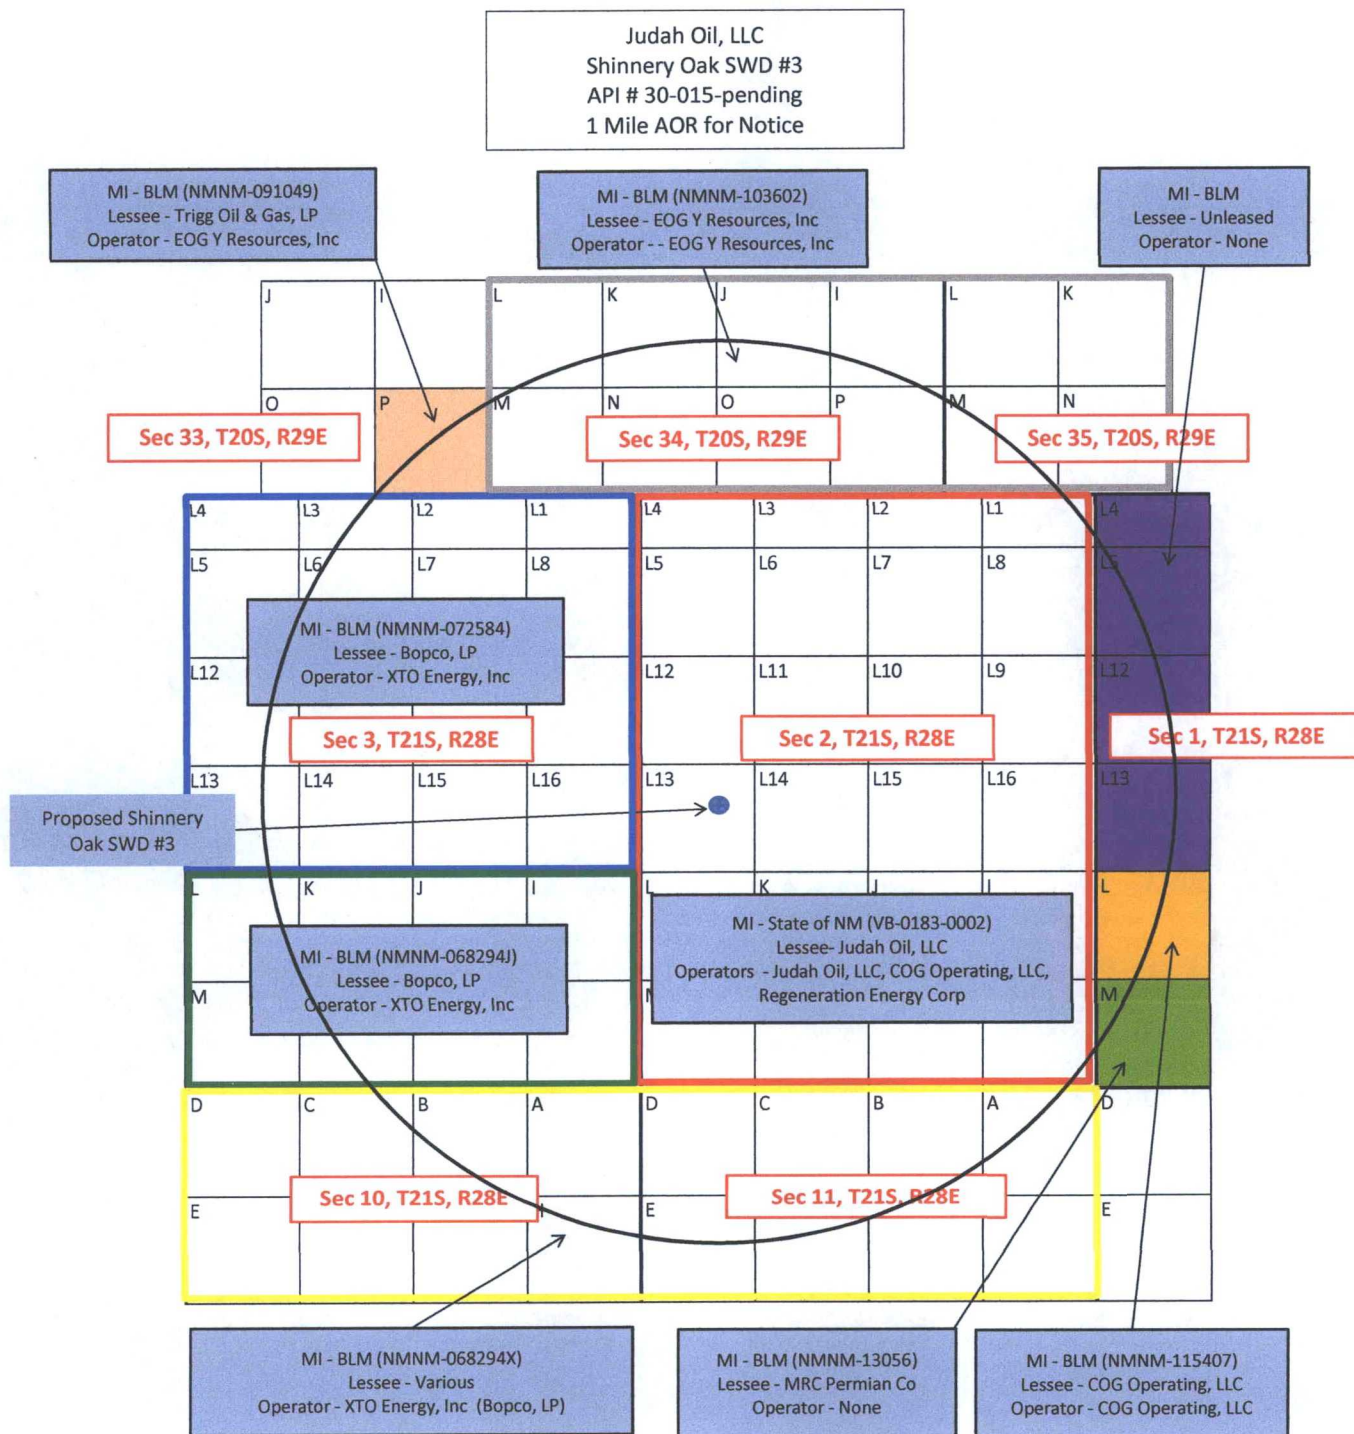 Judah Oil, LLC
Shinnery Oak SWD #3
API # 30-015-pending
1 Mile AOR for Notice
MI - BLM (NMNM-091049)
Lessee - Trigg Oil & Gas, LP
Operator - EOG Y Resources, Inc
MI - BLM (NMNM-103602)
Lessee - EOG Y Resources, Inc
Operator - - EOG Y Resources, Inc
MI - BLM
Lessee - Unleased
Operator - None
J I L K J I L K
O P M N O P M N
Sec 33, T20S, R29E
Sec 34, T20S, R29E
Sec 35, T20S, R29E
L4 L3 L2 L1 L4 L3 L2 L1 L4
L5 L6 L7 L8 L5 L6 L7 L8 L5
MI - BLM (NMNM-072584)
Lessee - Bopco, LP
Operator - XTO Energy, Inc
L12 L12 L11 L10 L9 L12
Sec 3, T21S, R28E
Sec 2, T21S, R28E
Sec 1, T21S, R28E
L13 L14 L15 L16 L13 L14 L15 L16 L13
Proposed Shinnery
Oak SWD #3
L K J I L K J I L
MI - BLM (NMNM-068294J)
Lessee - Bopco, LP
Operator - XTO Energy, Inc
MI - State of NM (VB-0183-0002)
Lessee- Judah Oil, LLC
Operators - Judah Oil, LLC, COG Operating, LLC,
Regeneration Energy Corp
M M
D C B A D C B A D
Sec 10, T21S, R28E
Sec 11, T21S, R28E
E E E
MI - BLM (NMNM-068294X)
Lessee - Various
Operator - XTO Energy, Inc (Bopco, LP)
MI - BLM (NMNM-13056)
Lessee - MRC Permian Co
Operator - None
MI - BLM (NMNM-115407)
Lessee - COG Operating, LLC
Operator - COG Operating, LLC